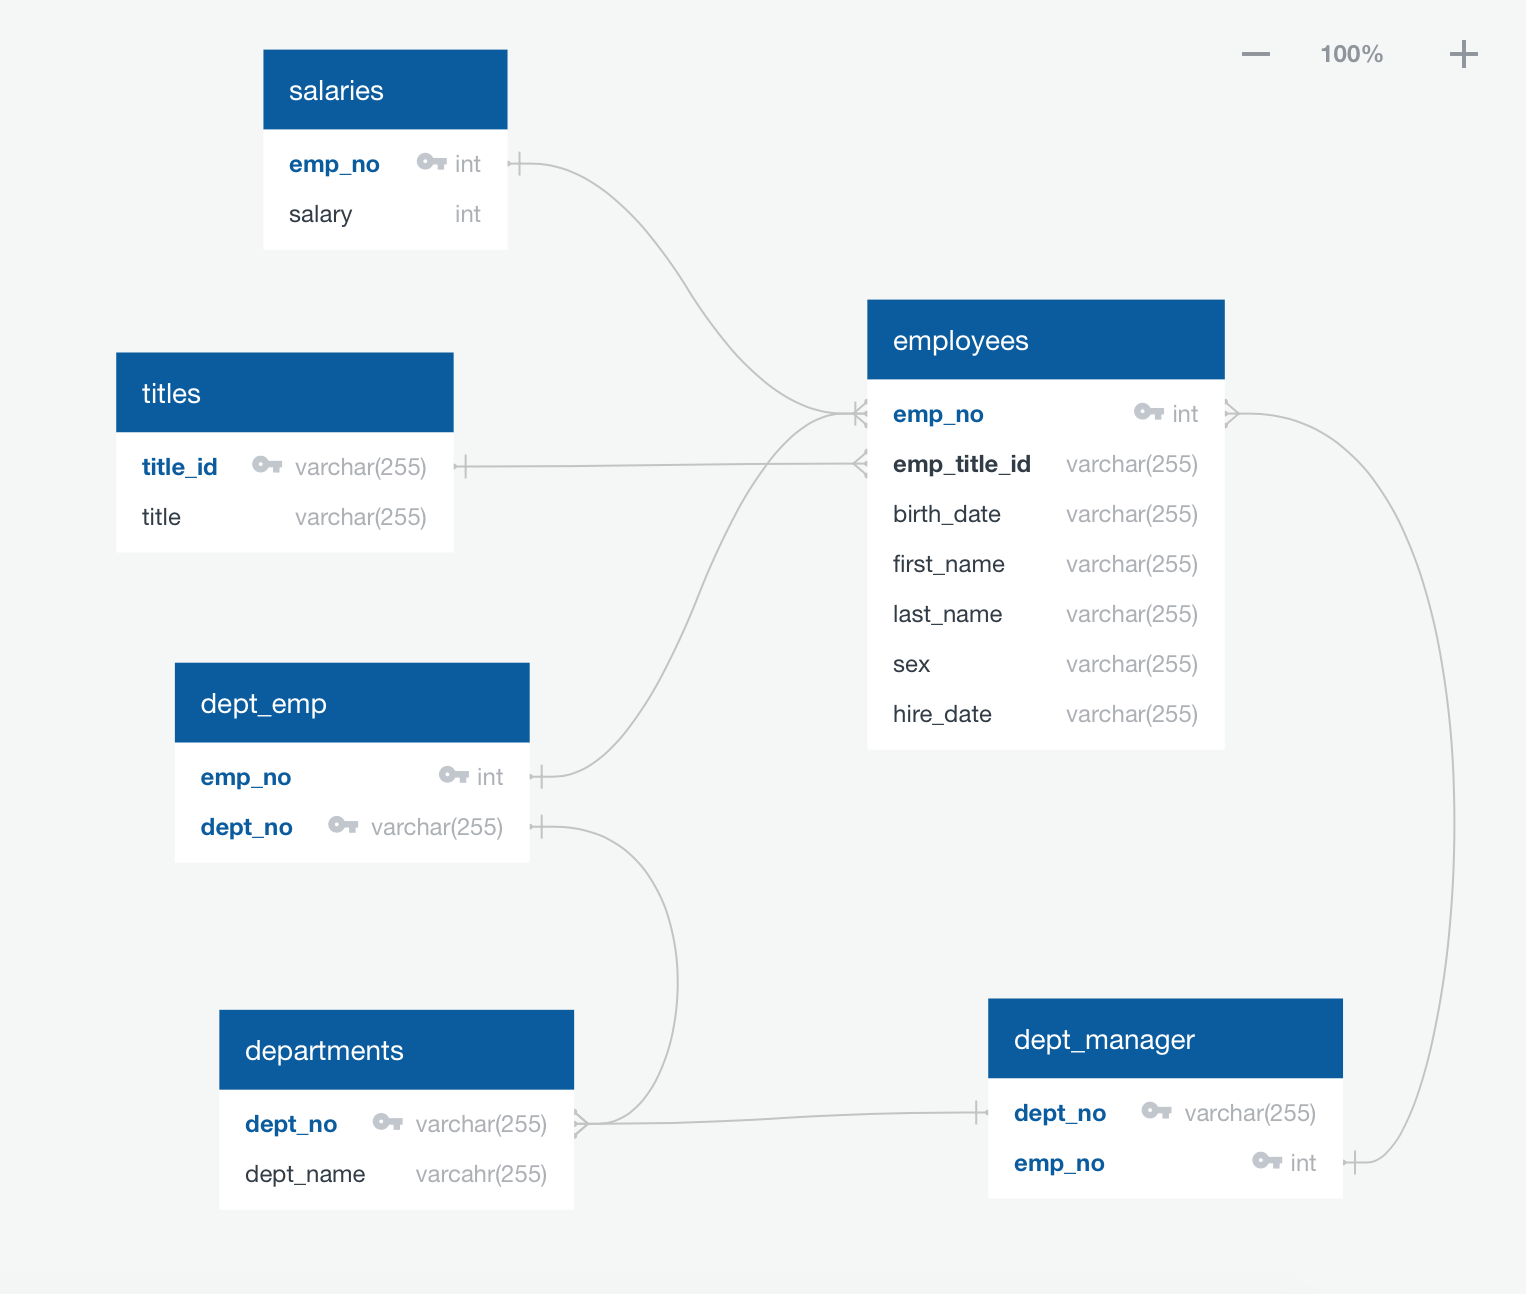 100%
salaries
emp_no int
salary int
titles
title_id varchar(255)
title varchar(255)
employees
emp_no int
emp_title_id varchar(255)
birth_date varchar(255)
first_name varchar(255)
last_name varchar(255)
sex varchar(255)
hire_date varchar(255)
dept_emp
emp_no int
dept_no varchar(255)
departments
dept_no varchar(255)
dept_name varcahr(255)
dept_manager
dept_no varchar(255)
emp_no int